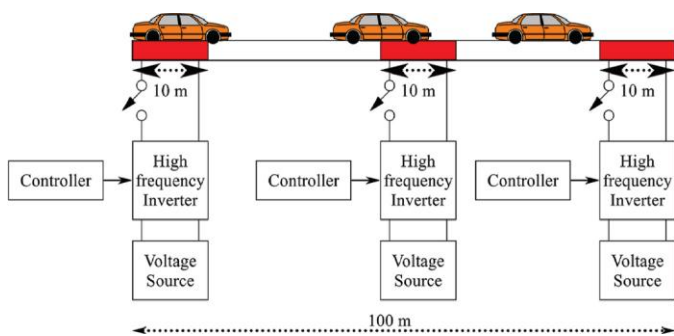 10 m
10 m
10 m
Controller
High
frequency
Inverter
Controller
High
frequency
Inverter
Controller
High
frequency
Inverter
Voltage
Source
Voltage
Source
Voltage
Source
100 m